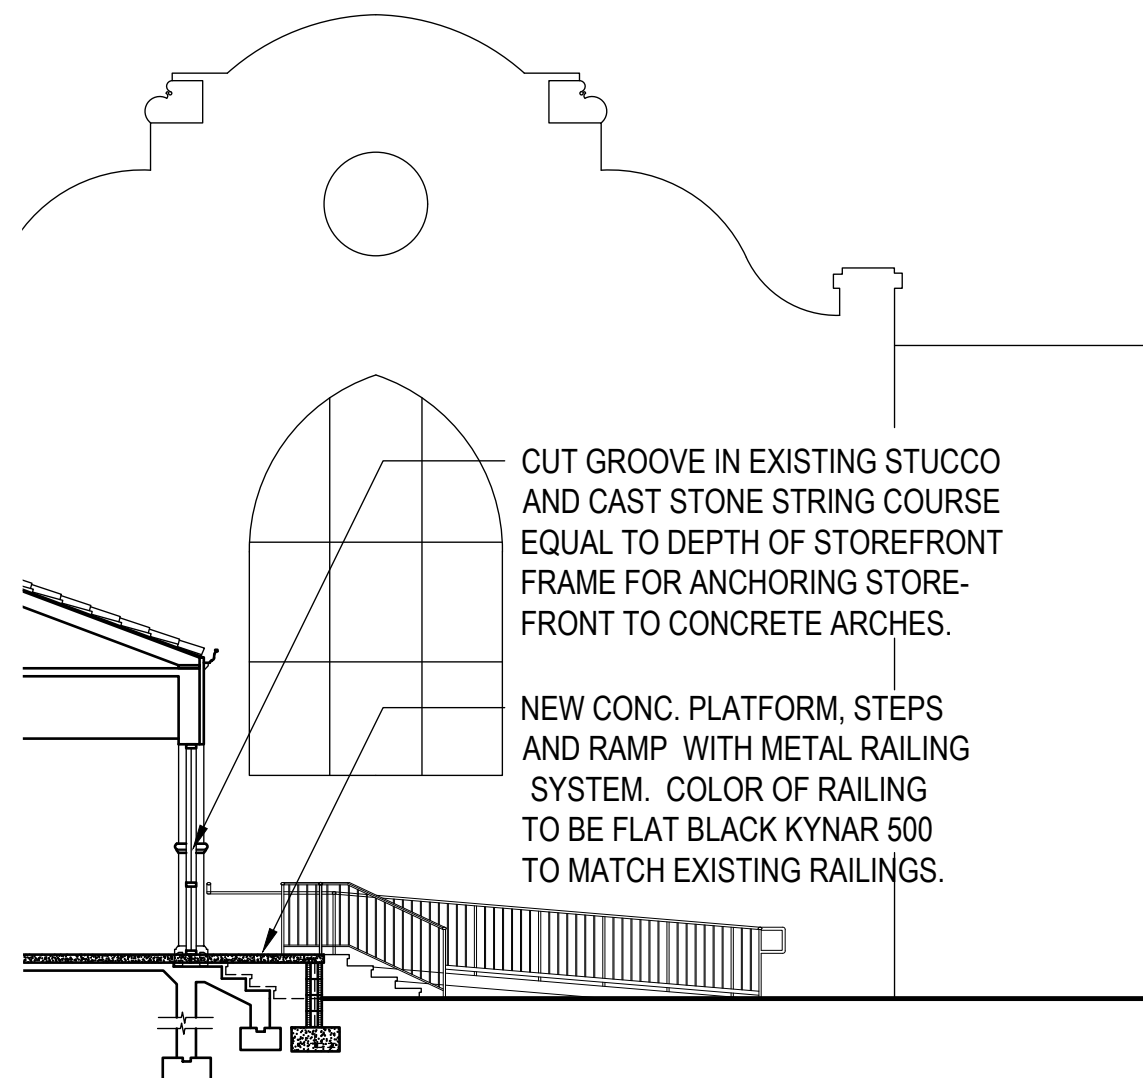 CUT GROOVE IN EXISTING STUCCO
AND CAST STONE STRING COURSE
EQUAL TO DEPTH OF STOREFRONT
FRAME FOR ANCHORING STORE-
FRONT TO CONCRETE ARCHES.
NEW CONC. PLATFORM, STEPS
AND RAMP WITH METAL RAILING
SYSTEM. COLOR OF RAILING
TO BE FLAT BLACK KYNAR 500
TO MATCH EXISTING RAILINGS.